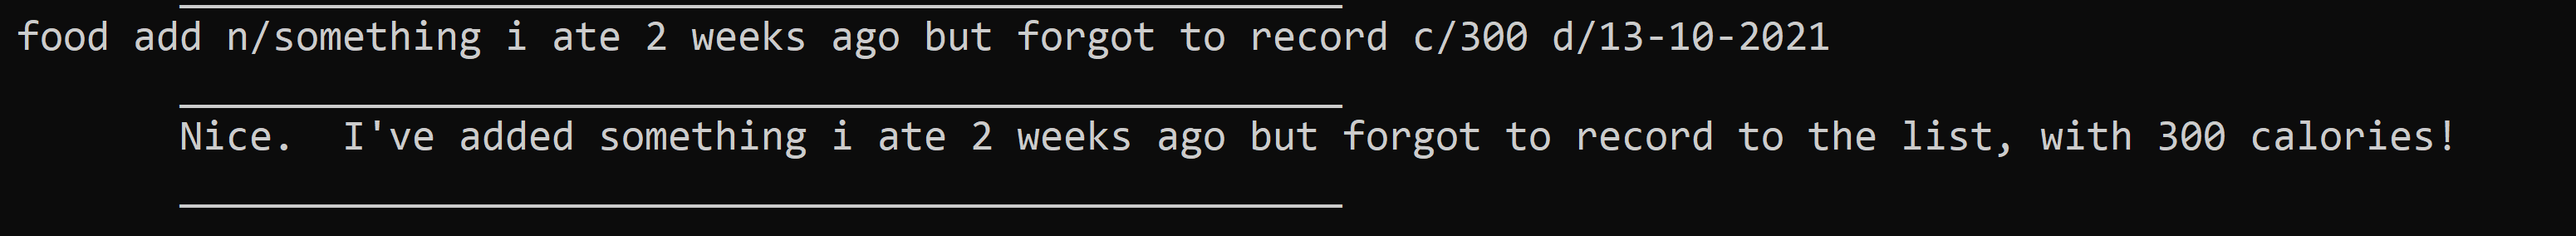 food add n/something i ate 2 weeks ago but forgot to record c/300 d/13-10-2021
Nice.  I've added something i ate 2 weeks ago but forgot to record to the list, with 300 calories!